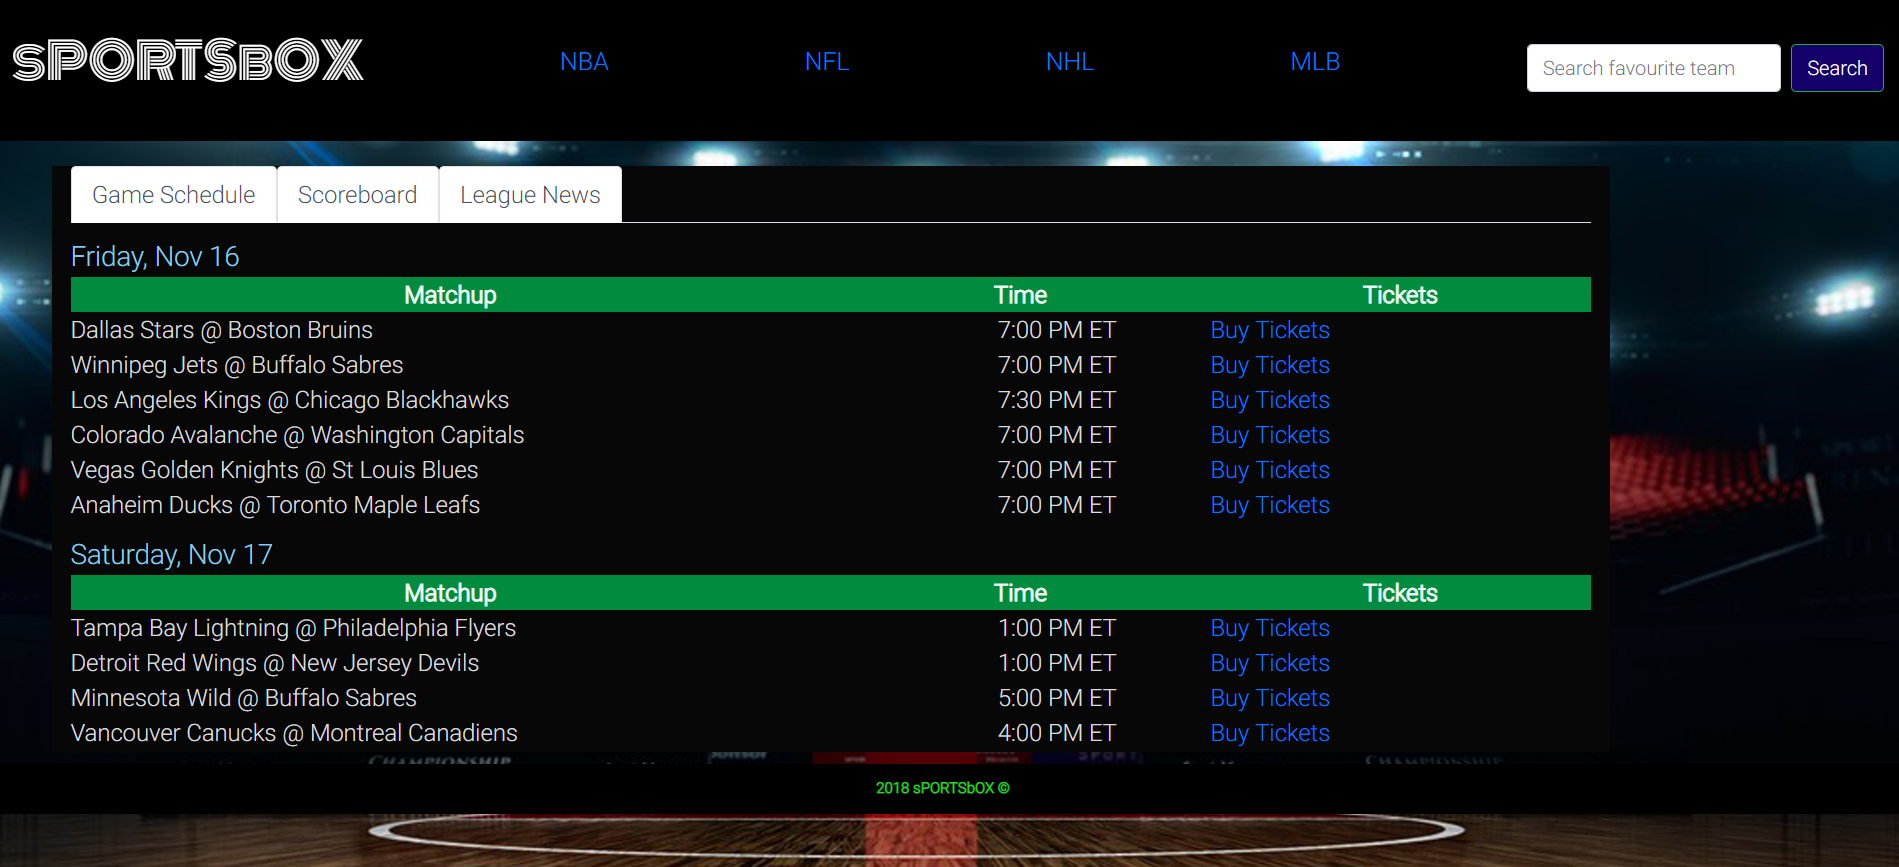 sPORTSbOX NBA NFL NHL MLB Search favourite team Search
Game Schedule Scoreboard League News
Friday, Nov 16
Matchup Time Tickets
Dallas Stars @ Boston Bruins 7:00 PM ET Buy Tickets
Winnipeg Jets @ Buffalo Sabres 7:00 PM ET Buy Tickets
Los Angeles Kings @ Chicago Blackhawks 7:30 PM ET Buy Tickets
Colorado Avalanche @ Washington Capitals 7:00 PM ET Buy Tickets
Vegas Golden Knights @ St Louis Blues 7:00 PM ET Buy Tickets
Anaheim Ducks @ Toronto Maple Leafs 7:00 PM ET Buy Tickets
Saturday, Nov 17
Matchup Time Tickets
Tampa Bay Lightning @ Philadelphia Flyers 1:00 PM ET Buy Tickets
Detroit Red Wings @ New Jersey Devils 1:00 PM ET Buy Tickets
Minnesota Wild @ Buffalo Sabres 5:00 PM ET Buy Tickets
Vancouver Canucks @ Montreal Canadiens 4:00 PM ET Buy Tickets
CHAMPIONSHIP SPORT CHAMPIONSHIP
2018 sPORTSbOX ©